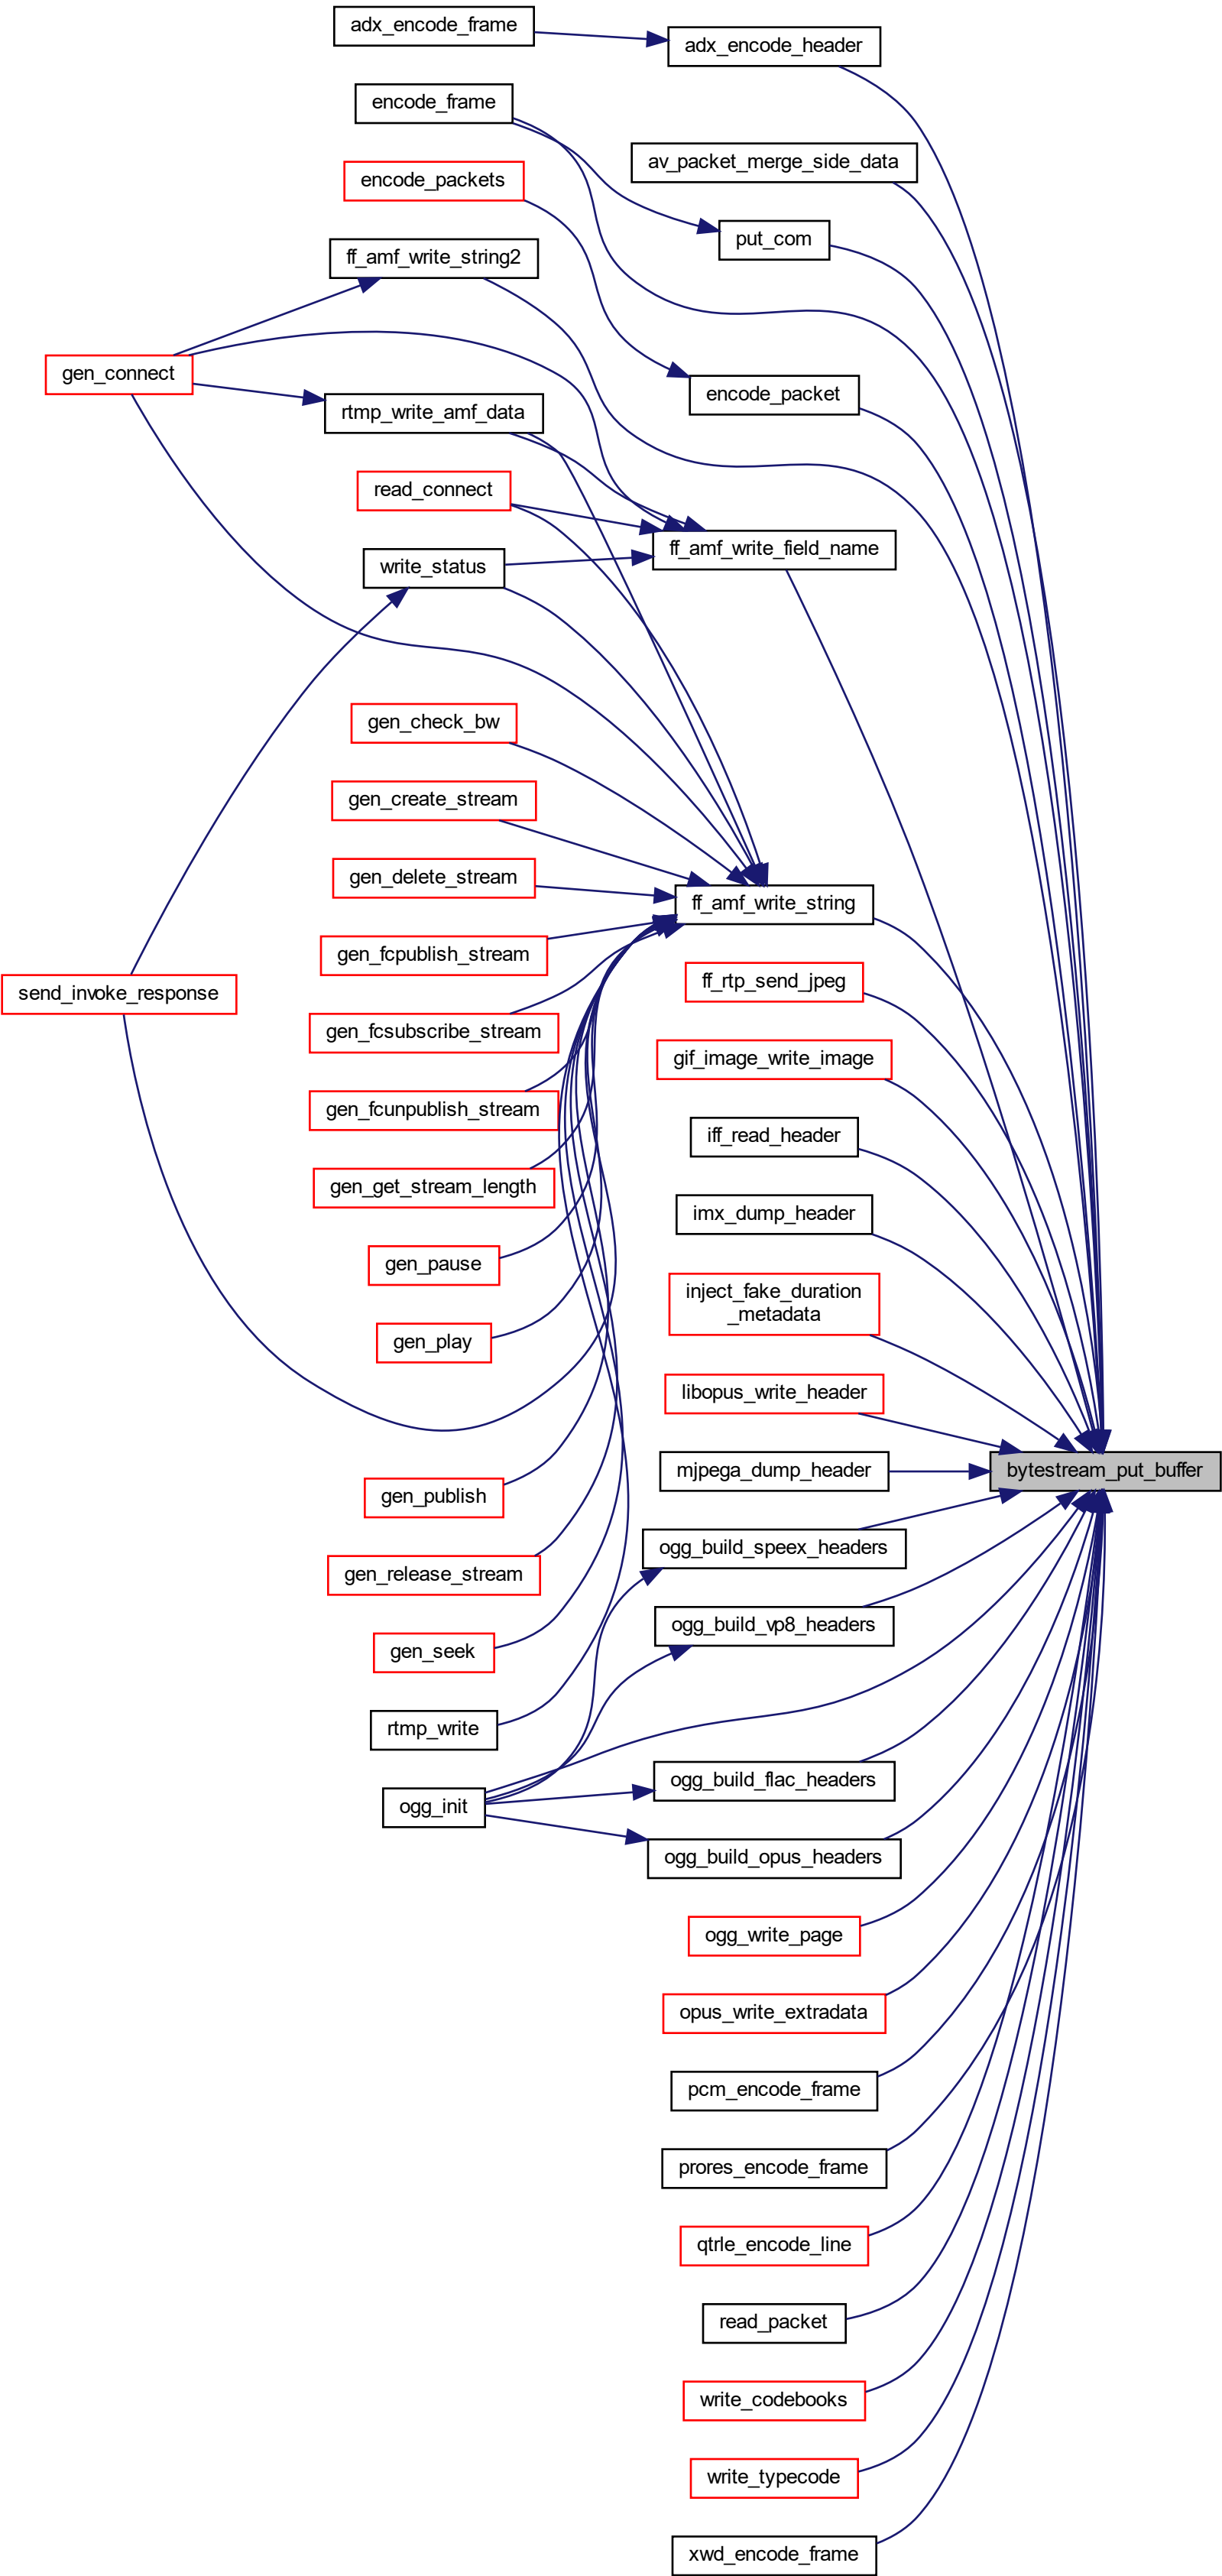 adx_encode_frame
adx_encode_header
encode_frame
av_packet_merge_side_data
encode_packets
put_com
ff_amf_write_string2
gen_connect
encode_packet
rtmp_write_amf_data
read_connect
ff_amf_write_field_name
write_status
gen_check_bw
gen_create_stream
gen_delete_stream
ff_amf_write_string
gen_fcpublish_stream
ff_rtp_send_jpeg
send_invoke_response
gen_fcsubscribe_stream
gif_image_write_image
gen_fcunpublish_stream
iff_read_header
gen_get_stream_length
imx_dump_header
gen_pause
inject_fake_duration
_metadata
gen_play
libopus_write_header
mjpega_dump_header
bytestream_put_buffer
gen_publish
ogg_build_speex_headers
gen_release_stream
ogg_build_vp8_headers
gen_seek
rtmp_write
ogg_build_flac_headers
ogg_init
ogg_build_opus_headers
ogg_write_page
opus_write_extradata
pcm_encode_frame
prores_encode_frame
qtrle_encode_line
read_packet
write_codebooks
write_typecode
xwd_encode_frame